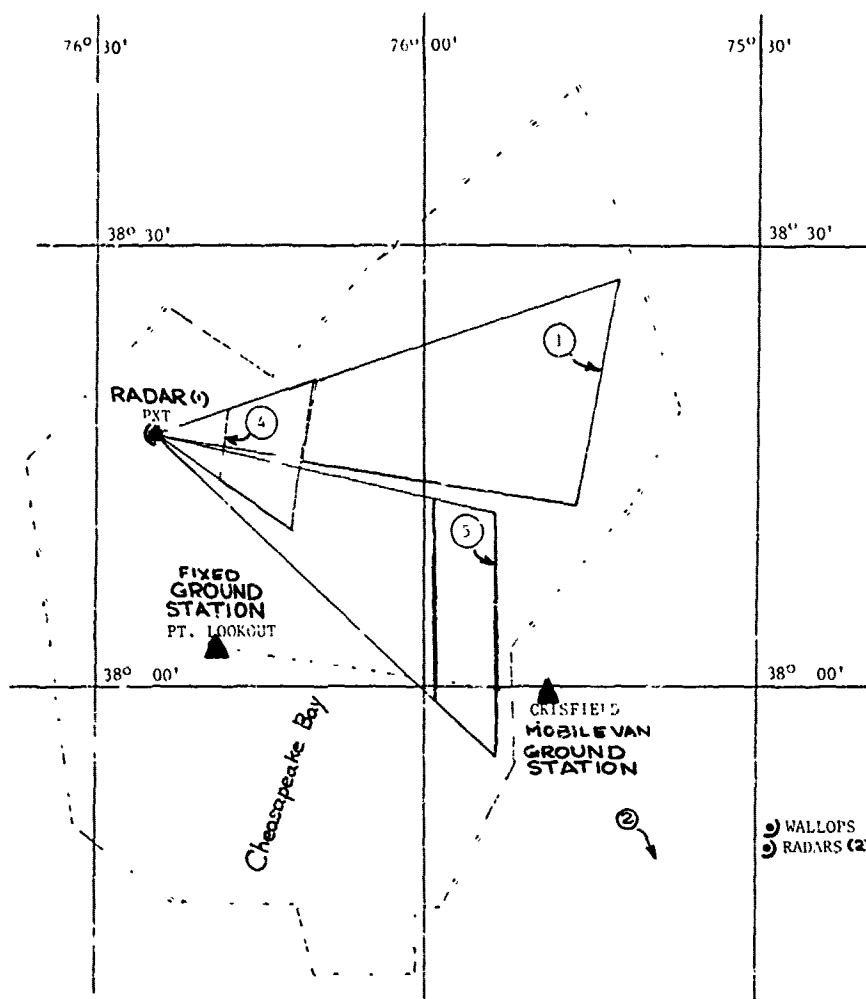 76° 30'
76° 00'
75° 30'
38° 30'
38° 30'
1
RADAR (1)
PXT
4
5
FIXED
GROUND
STATION
PT. LOOKOUT
38° 00'
38° 00'
CRISFIELD
MOBILE VAN
GROUND
STATION
Cheasapeake Bay
2
WALLOPS
RADARS (2)